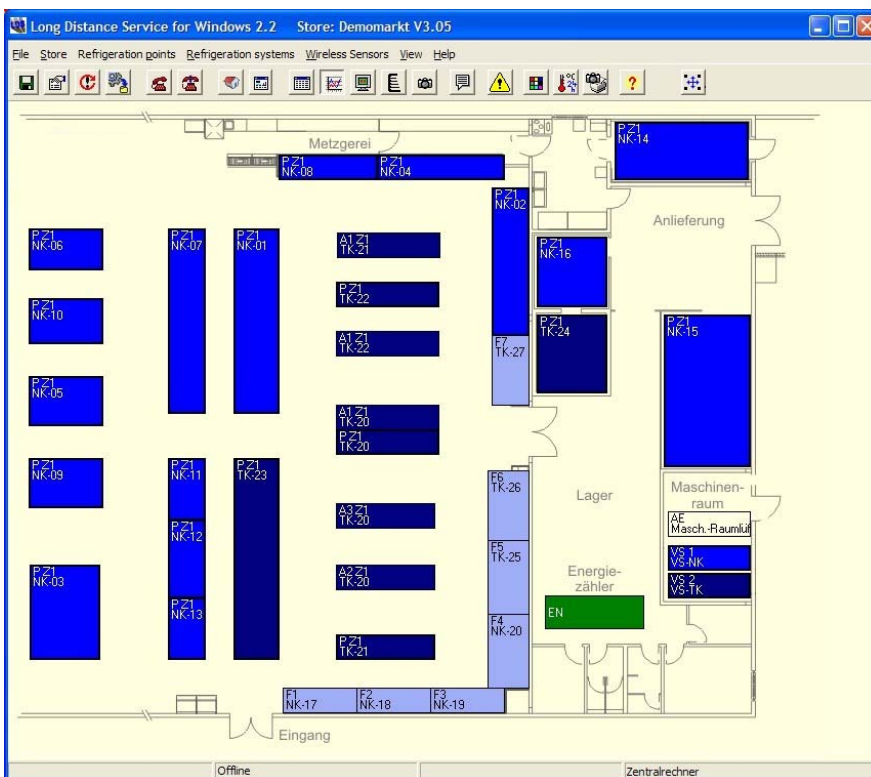 Long Distance Service for Windows 2.2 Store: Demomarkt V3.05
File Store Refrigeration points Refrigeration systems Wireless Sensors View Help
Metzgerei
P Z1
NK-08
P Z1
NK-04
P Z1
NK-14
P Z1
NK-02
Anlieferung
P Z1
NK-06
P Z1
NK-07
P Z1
NK-01
A1 Z1
TK-21
P Z1
NK-16
P Z1
NK-10
P Z1
TK-22
A1 Z1
TK-22
P Z1
TK-24
P Z1
NK-15
F7
TK-27
P Z1
NK-05
A1 Z1
TK-20
P Z1
TK-20
P Z1
NK-09
P Z1
NK-11
P Z1
TK-23
F6
TK-26
Lager
Maschinen-
raum
A3 Z1
TK-20
AE
Masch.-Raumlüf
P Z1
NK-12
F5
TK-25
VS 1
VS-NK
P Z1
NK-03
A2 Z1
TK-20
Energie-
zähler
VS 2
VS-TK
P Z1
NK-13
EN
F4
NK-20
P Z1
TK-21
F1
NK-17
F2
NK-18
F3
NK-19
Eingang
Offline
Zentralrechner